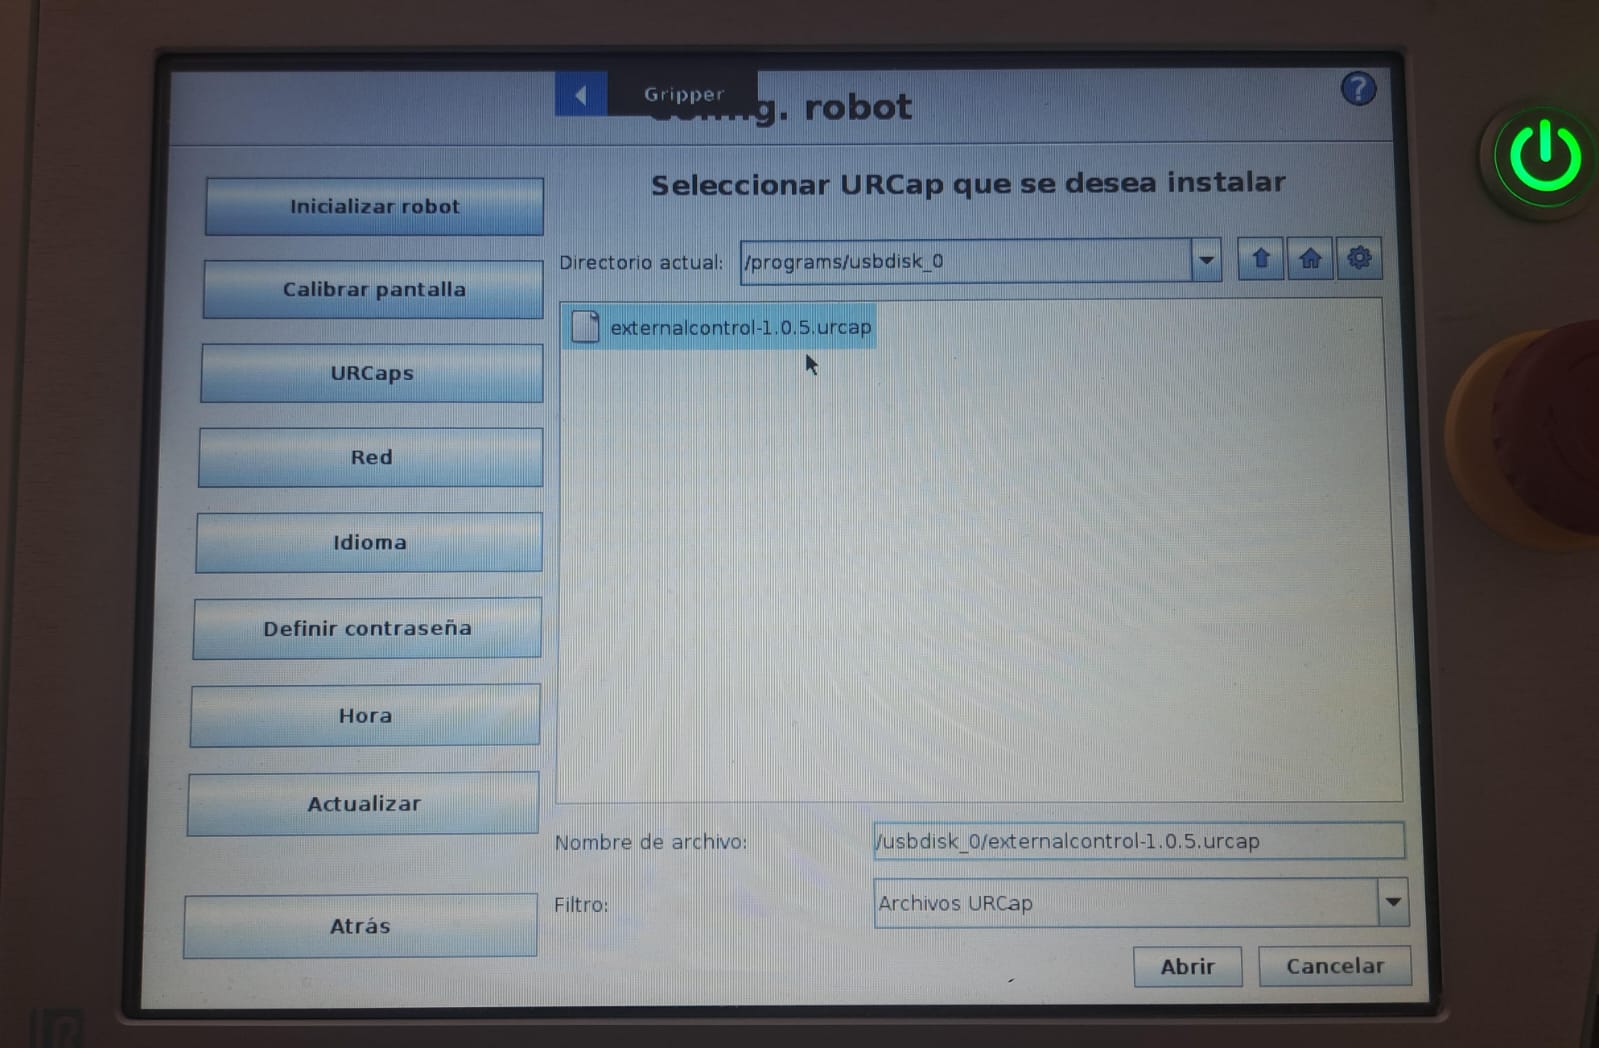 Gripper
g. robot
?
Seleccionar URCap que se desea instalar
Inicializar robot
Calibrar pantalla
URCaps
Red
Idioma
Definir contraseña
Hora
Actualizar
Atrás
Directorio actual: /programs/usbdisk_0
externalcontrol-1.0.5.urcap
Nombre de archivo: /usbdisk_0/externalcontrol-1.0.5.urcap
Filtro: Archivos URCap
Abrir Cancelar